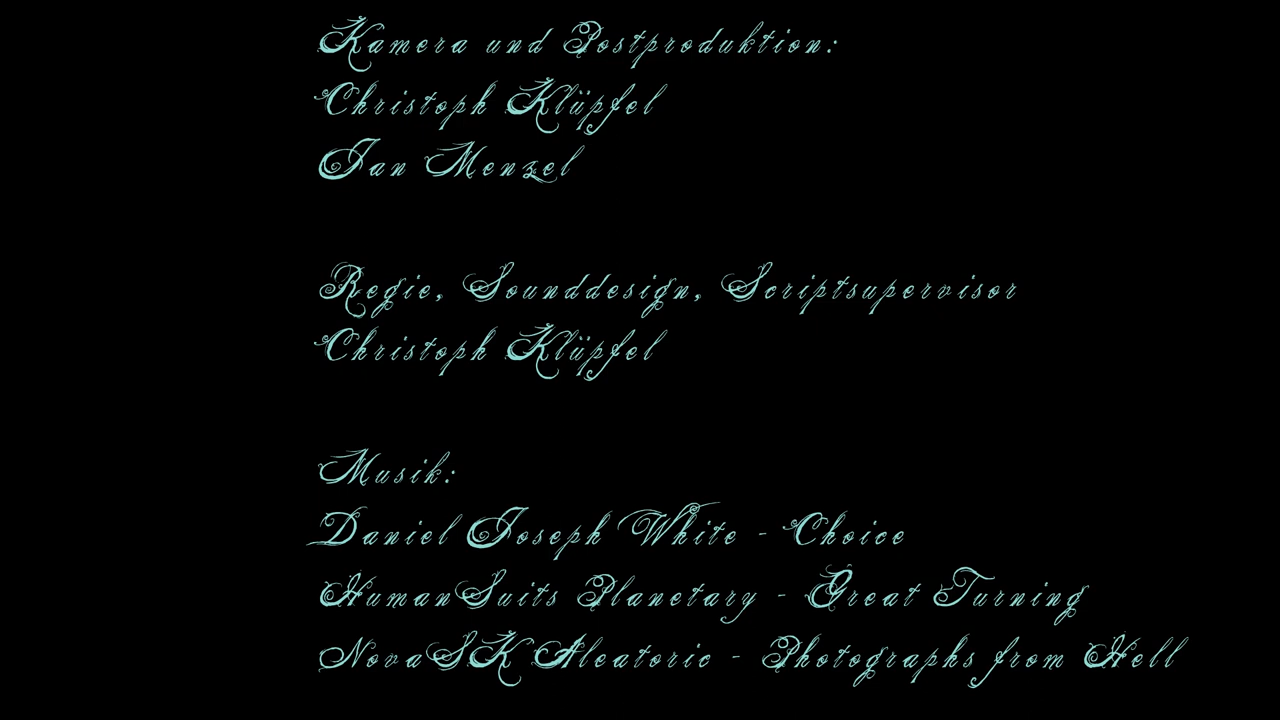 Kamera und Postproduktion:
Christoph Klüpfel
Jan Menzel
Regie, Sounddesign, Scriptsupervisor
Christoph Klüpfel
Musik:
Daniel Joseph White - Choice
HumanSuits Planetary - Great Turning
NovaSK Aleatoric - Photographs from Hell